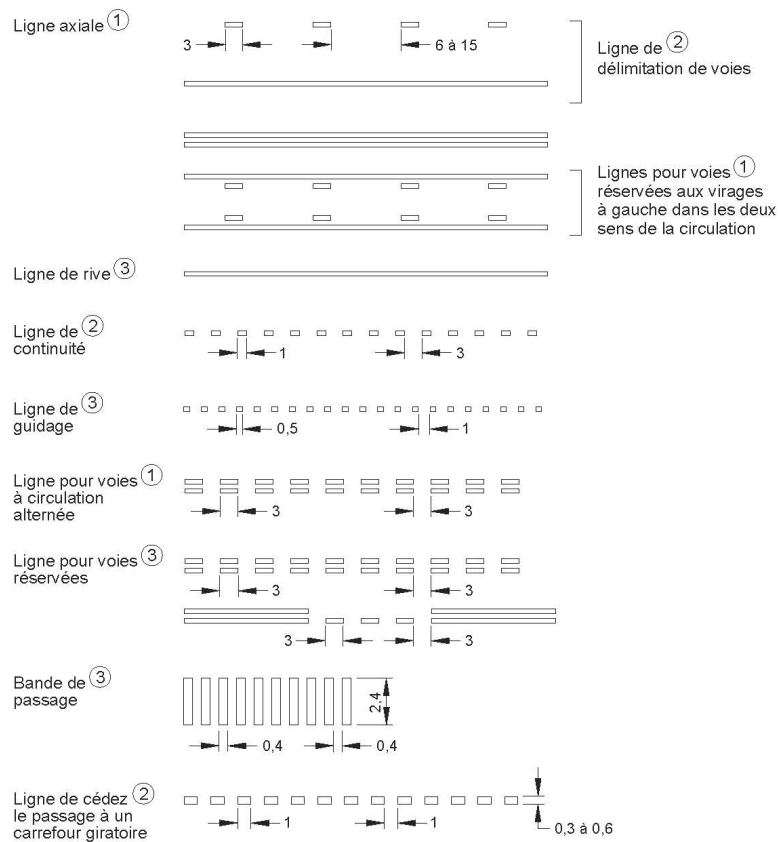 Ligne axiale 1
3
6 à 15
Ligne de 2
délimitation de voies
Lignes pour voies 1
réservées aux virages
à gauche dans les deux
sens de la circulation
Ligne de rive 3
Ligne de 2
continuité
1
3
Ligne de 3
guidage
0,5
1
Ligne pour voies 1
à circulation
alternée
3
3
Ligne pour voies 3
réservées
3
3
3
3
Bande de 3
passage
2,4
0,4
0,4
Ligne de cédez 2
le passage à un
carrefour giratoire
1
1
0,3 à 0,6